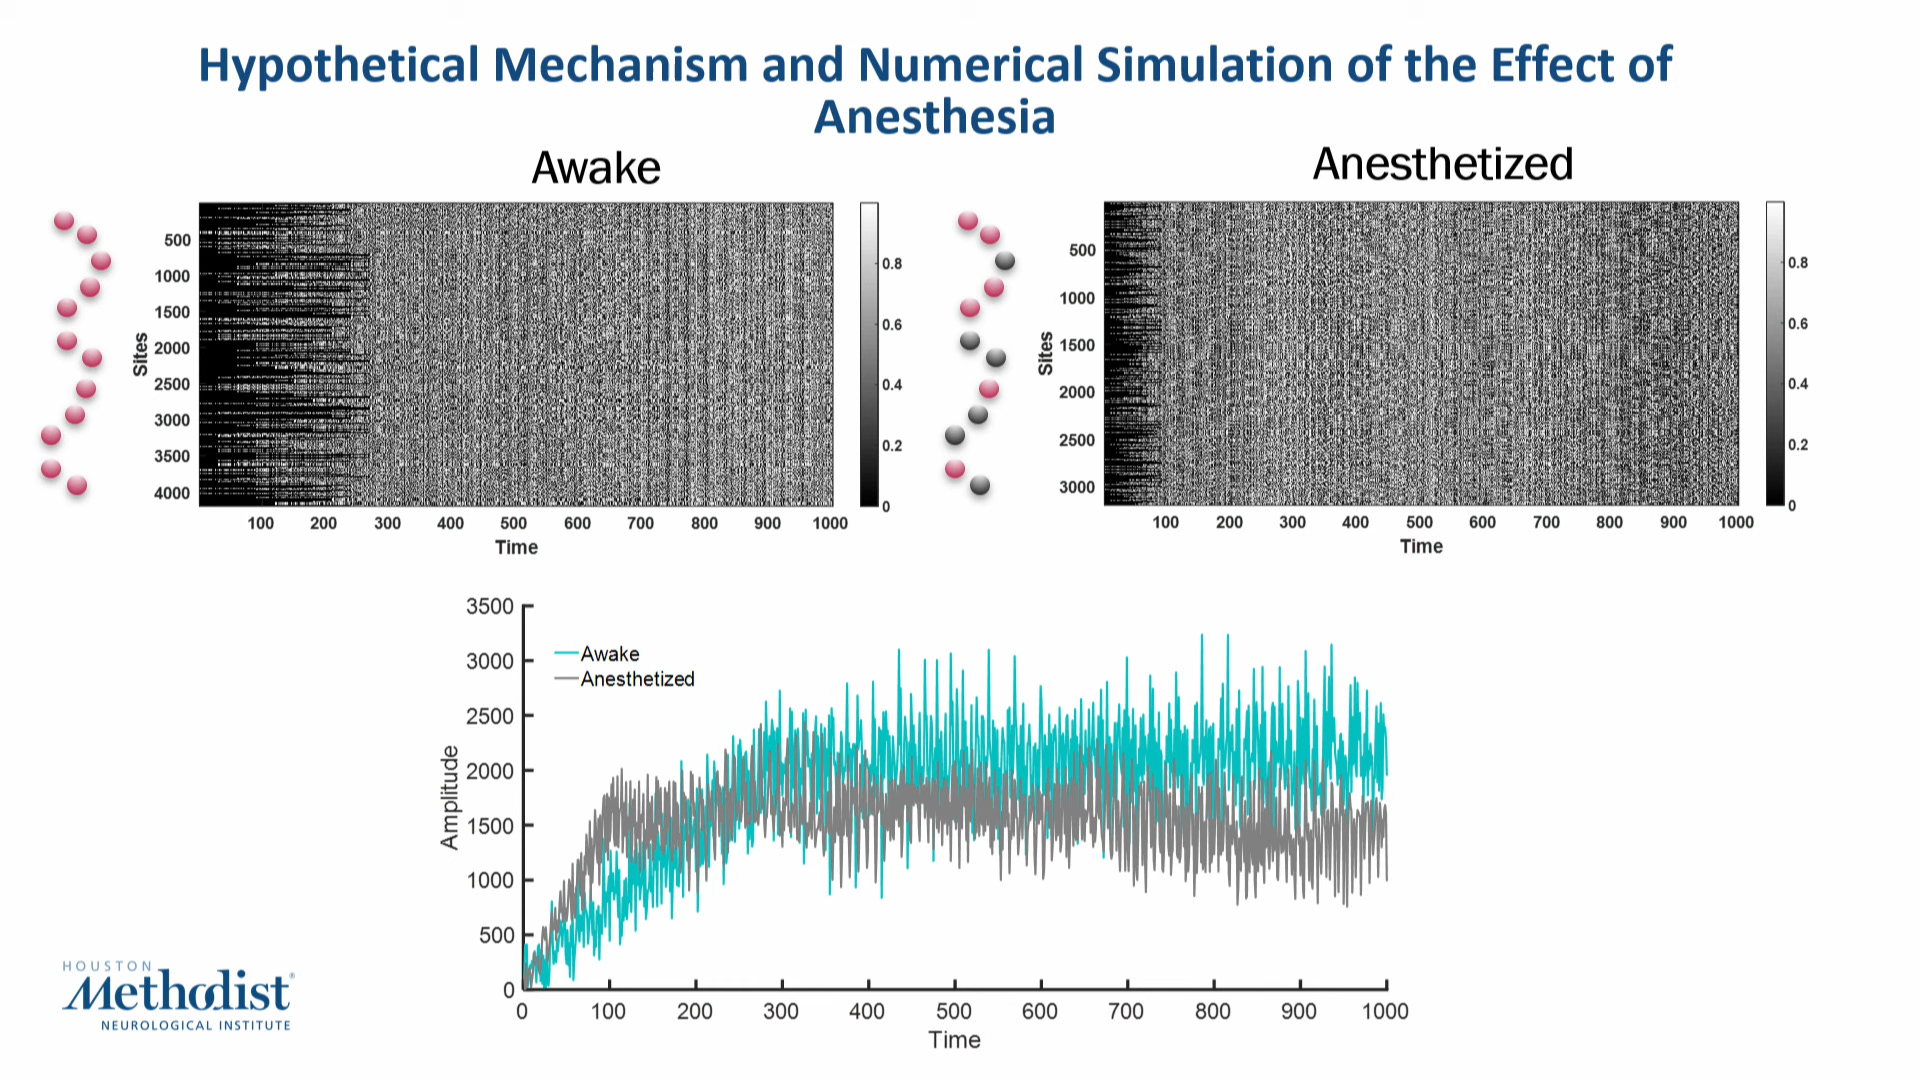 Hypothetical Mechanism and Numerical Simulation of the Effect of
Anesthesia
Awake
Sites
500
1000
1500
2000
2500
3000
3500
4000
100 200 300 400 500 600 700 800 900 1000
Time
0.8
0.6
0.4
0.2
0
Anesthetized
Sites
500
1000
1500
2000
2500
3000
100 200 300 400 500 600 700 800 900 1000
Time
0.8
0.6
0.4
0.2
0
Amplitude
3500
3000
2500
2000
1500
1000
500
0
Awake
Anesthetized
0 100 200 300 400 500 600 700 800 900 1000
Time
HOUSTON
Methodist®
NEUROLOGICAL INSTITUTE